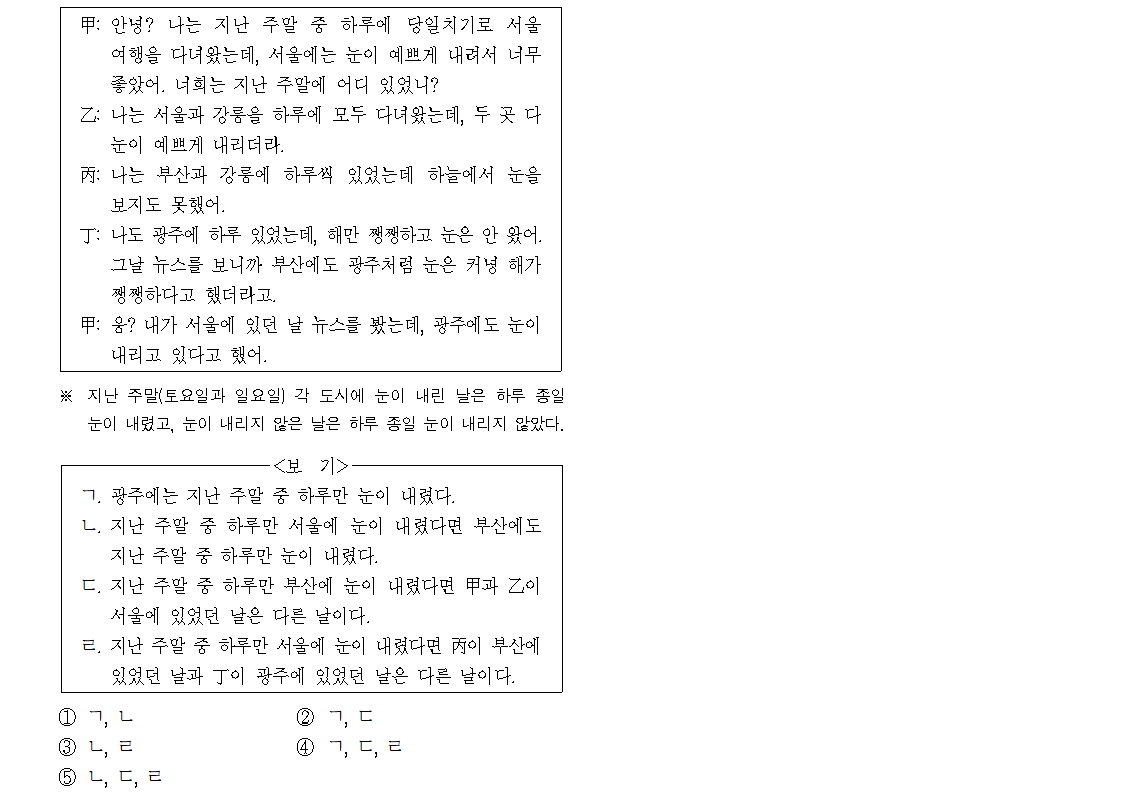 甲: 안녕? 나는 지난 주말 중 하루에 당일치기로 서울
여행을 다녀왔는데, 서울에는 눈이 예쁘게 내려서 너무
좋았어. 너희는 지난 주말에 어디 있었니?
乙: 나는 서울과 강릉을 하루에 모두 다녀왔는데, 두 곳 다
눈이 예쁘게 내리더라.
丙: 나는 부산과 강릉에 하루씩 있었는데 하늘에서 눈을
보지도 못했어.
丁: 나도 광주에 하루 있었는데, 해만 쨍쨍하고 눈은 안 왔어.
그날 뉴스를 보니까 부산에도 광주처럼 눈은 커녕 해가
쨍쨍하다고 했더라고.
甲: 응? 내가 서울에 있던 날 뉴스를 봤는데, 광주에도 눈이
내리고 있다고 했어.
※ 지난 주말(토요일과 일요일) 각 도시에 눈이 내린 날은 하루 종일
눈이 내렸고, 눈이 내리지 않은 날은 하루 종일 눈이 내리지 않았다.
<보 기>
ㄱ. 광주에는 지난 주말 중 하루만 눈이 내렸다.
ㄴ. 지난 주말 중 하루만 서울에 눈이 내렸다면 부산에도
지난 주말 중 하루만 눈이 내렸다.
ㄷ. 지난 주말 중 하루만 부산에 눈이 내렸다면 甲과 乙이
서울에 있었던 날은 다른 날이다.
ㄹ. 지난 주말 중 하루만 서울에 눈이 내렸다면 丙이 부산에
있었던 날과 丁이 광주에 있었던 날은 다른 날이다.
① ㄱ, ㄴ
② ㄱ, ㄷ
③ ㄴ, ㄹ
④ ㄱ, ㄷ, ㄹ
⑤ ㄴ, ㄷ, ㄹ